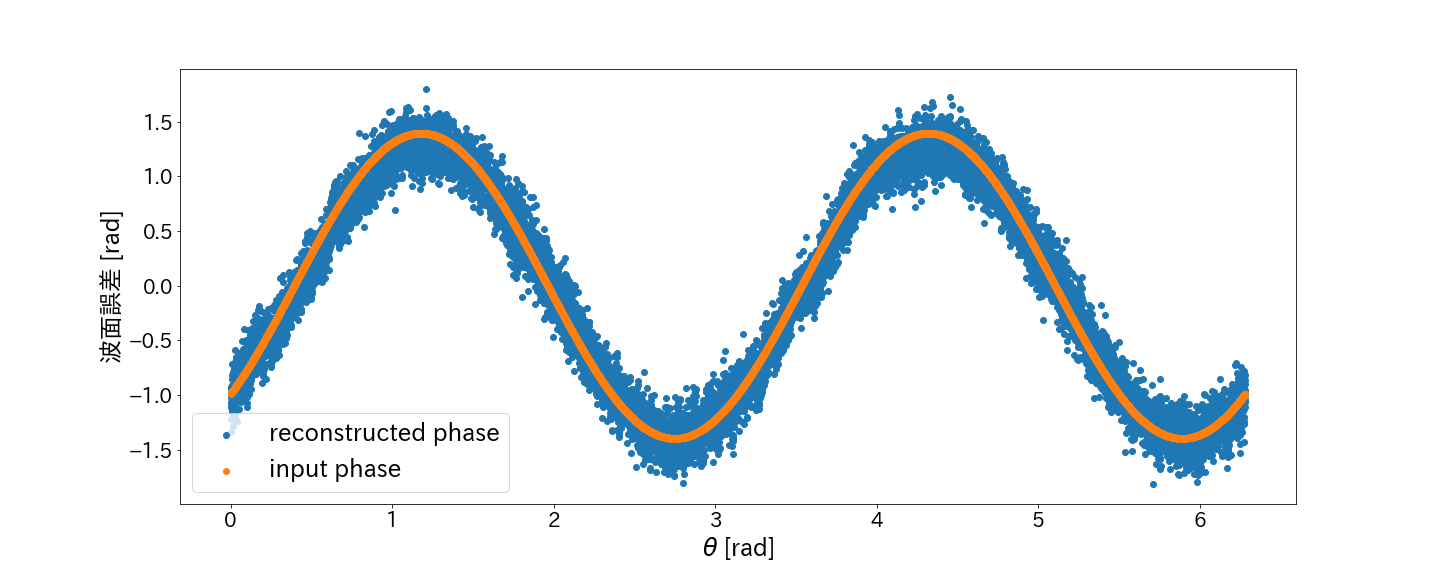 1.5
1.0
0.5
0.0
−0.5
−1.0
−1.5
波面誤差 [rad]
reconstructed phase
input phase
0 1 2 3 4 5 6
θ [rad]